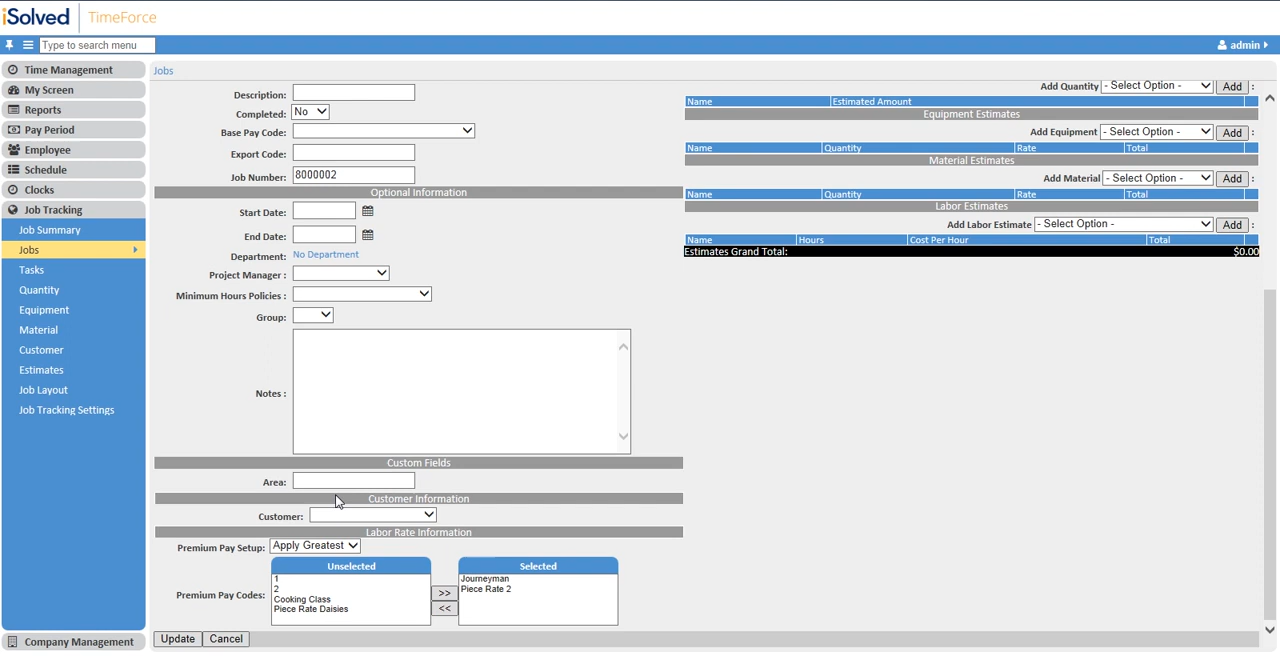 iSolved TimeForce
Type to search menu
admin
Time Management
My Screen
Reports
Pay Period
Employee
Schedule
Clocks
Job Tracking
Job Summary
Jobs
Tasks
Quantity
Equipment
Material
Customer
Estimates
Job Layout
Job Tracking Settings
Company Management
Jobs
Description:
Completed: No
Base Pay Code:
Export Code:
Job Number: 8000002
Optional Information
Start Date:
End Date:
Department: No Department
Project Manager :
Minimum Hours Policies :
Group:
Notes :
Custom Fields
Area:
Customer Information
Customer:
Labor Rate Information
Premium Pay Setup: Apply Greatest
Premium Pay Codes:
Unselected
1
2
Cooking Class
Piece Rate Daisies
>>
<<
Selected
Journeyman
Piece Rate 2
Update Cancel
Add Quantity - Select Option - Add :
Name Estimated Amount
Equipment Estimates
Add Equipment - Select Option - Add :
Name Quantity Rate Total
Material Estimates
Add Material - Select Option - Add :
Name Quantity Rate Total
Labor Estimates
Add Labor Estimate - Select Option - Add :
Name Hours Cost Per Hour Total
Estimates Grand Total: $0.00